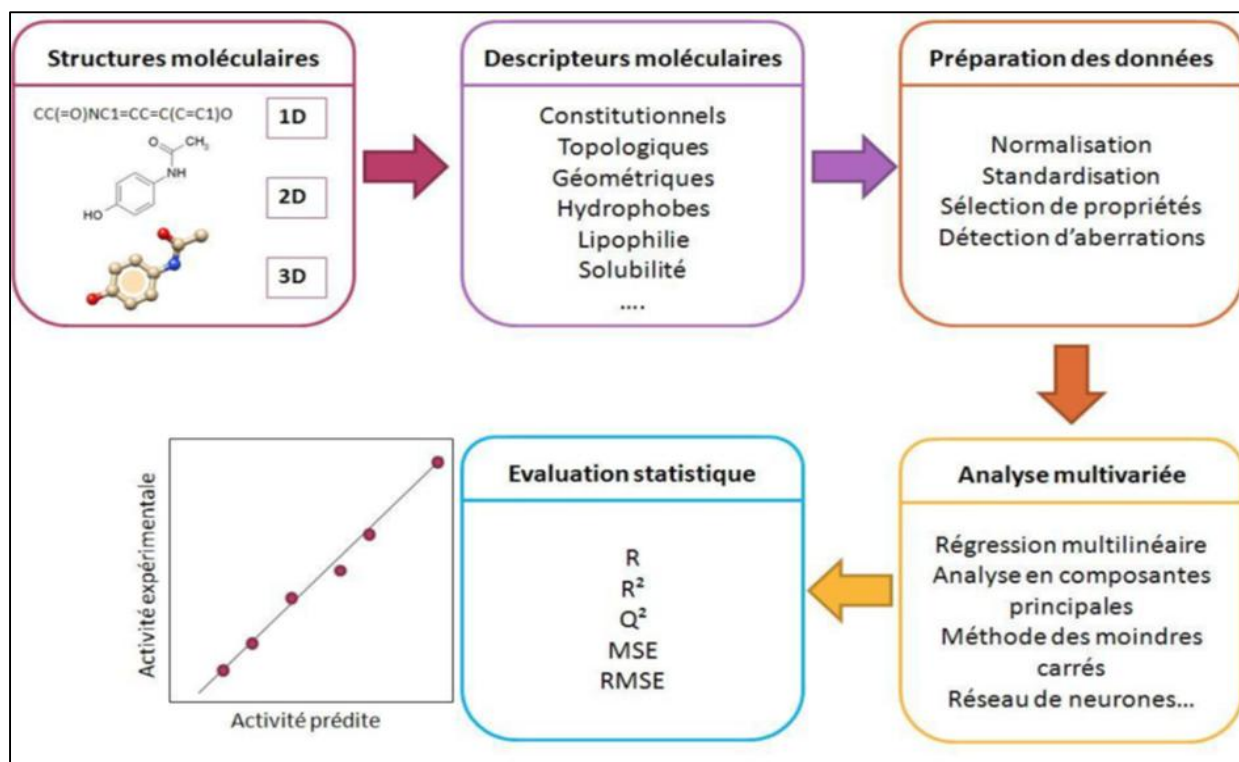 Structures moléculaires
CC(=O)NC1=CC=C(C=C1)O
1D
O
CH3
NH
HO
2D
3D
Descripteurs moléculaires
Constitutionnels
Topologiques
Géométriques
Hydrophobes
Lipophilie
Solubilité
....
Préparation des données
Normalisation
Standardisation
Sélection de propriétés
Détection d'aberrations
Analyse multivariée
Régression multilinéaire
Analyse en composantes
principales
Méthode des moindres
carrés
Réseau de neurones...
Evaluation statistique
R
R²
Q²
MSE
RMSE
Activité expérimentale
Activité prédite